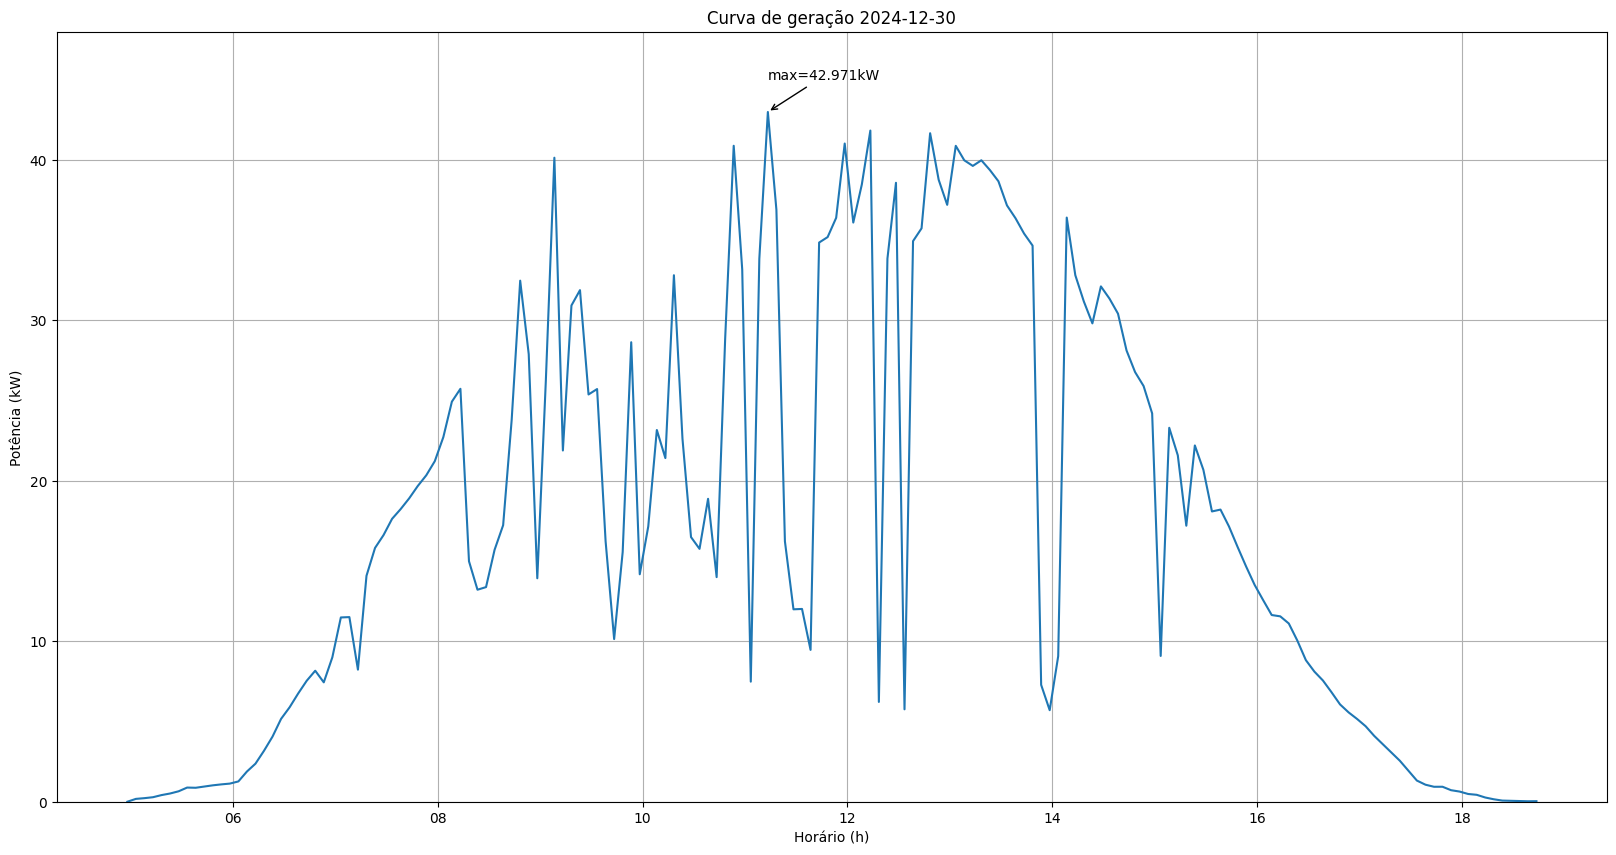 Curva de geração 2024-12-30
max=42.971kW
Potência (kW)
40
30
20
10
0
06 08 10 12 14 16 18
Horário (h)